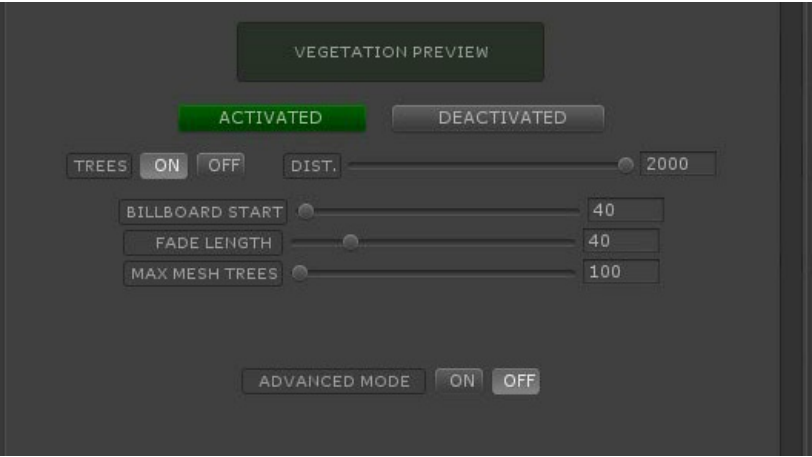 VEGETATION PREVIEW
ACTIVATED DEACTIVATED
TREES ON OFF DIST. 2000
BILLBOARD START 40
FADE LENGTH 40
MAX MESH TREES 100
ADVANCED MODE ON OFF